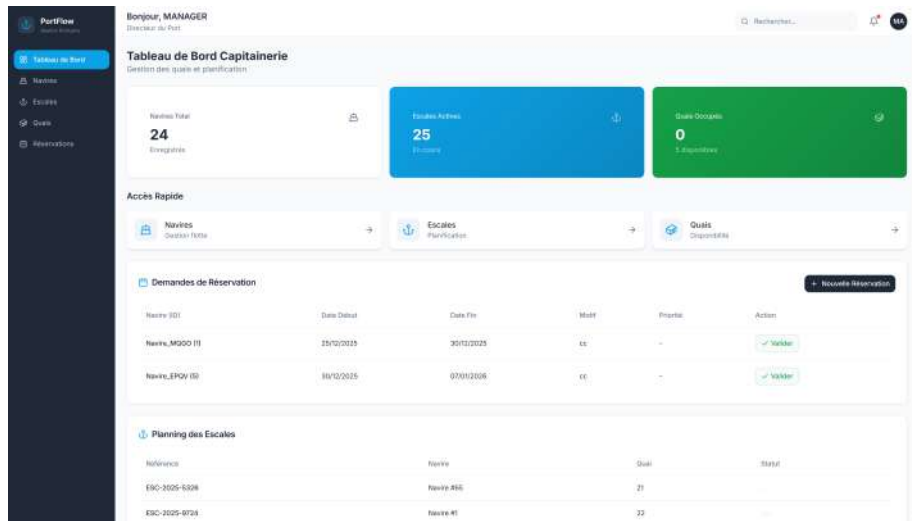 PortFlow
Bonjour, MANAGER
Directeur du Port
Rechercher...
MA
Tableau de Bord
Navires
Escales
Quais
Réservations
Tableau de Bord Capitainerie
Gestion des quais et planification
Navires Total
24
Enregistrés
Escales Actives
25
En cours
Quais Occupés
0
5 disponibles
Accès Rapide
Navires
Gestion flotte
Escales
Planification
Quais
Disponibilité
Demandes de Réservation
+ Nouvelle Réservation
Navire (ID) Date Début Date Fin Motif Priorité Action
Navire_MQGO (1) 25/12/2025 30/12/2025 cc - Valider
Navire_EPQV (5) 30/12/2025 07/01/2026 cc - Valider
Planning des Escales
Référence Navire Quai Statut
ESC-2025-5326 Navire #55 21
ESC-2025-9724 Navire #1 22